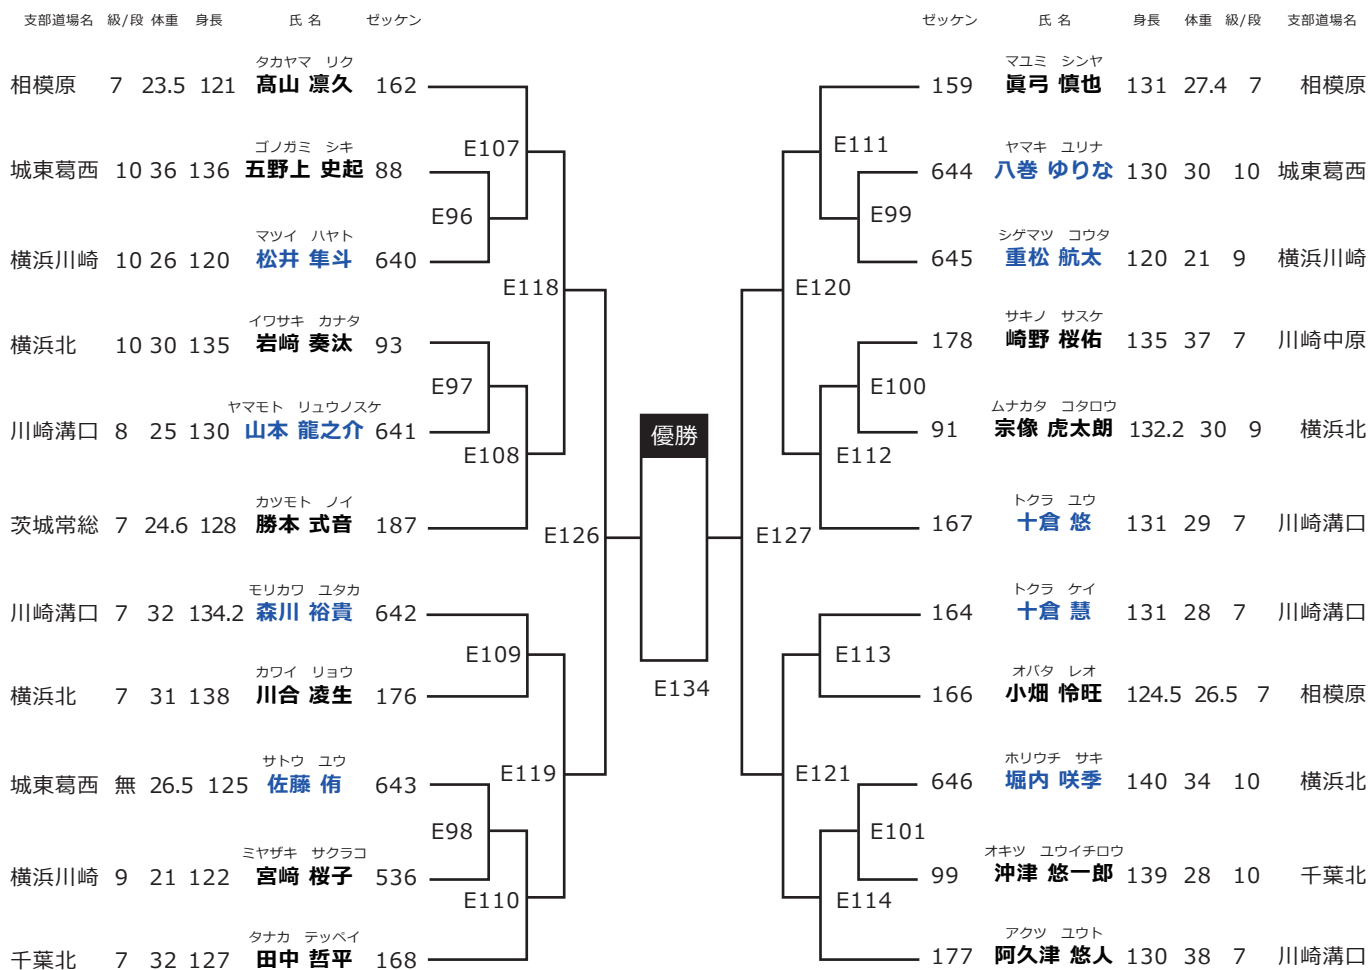 支部道場名 級/段 体重 身長 氏 名 ゼッケン
タカヤマ リク
相模原 7 23.5 121 髙山 凛久 162
ゴノガミ シキ
城東葛西 10 36 136 五野上 史起 88
マツイ ハヤト
横浜川崎 10 26 120 松井 隼斗 640
イワサキ カナタ
横浜北 10 30 135 岩﨑 奏汰 93
ヤマモト リュウノスケ
川崎溝口 8 25 130 山本 龍之介 641
カツモト ノイ
茨城常総 7 24.6 128 勝本 式音 187
モリカワ ユタカ
川崎溝口 7 32 134.2 森川 裕貴 642
カワイ リョウ
横浜北 7 31 138 川合 凌生 176
サトウ ユウ
城東葛西 無 26.5 125 佐藤 侑 643
ミヤザキ サクラコ
横浜川崎 9 21 122 宮﨑 桜子 536
タナカ テッペイ
千葉北 7 32 127 田中 哲平 168
E107
E96
E118
E97
E108
E126
E109
E119
E98
E110
優勝
E134
ゼッケン 氏 名 身長 体重 級/段 支部道場名
マユミ シンヤ
159 眞弓 慎也 131 27.4 7 相模原
ヤマキ ユリナ
644 八巻 ゆりな 130 30 10 城東葛西
シゲマツ コウタ
645 重松 航太 120 21 9 横浜川崎
サキノ サスケ
178 崎野 桜佑 135 37 7 川崎中原
ムナカタ コタロウ
91 宗像 虎太朗 132.2 30 9 横浜北
トクラ ユウ
167 十倉 悠 131 29 7 川崎溝口
トクラ ケイ
164 十倉 慧 131 28 7 川崎溝口
オバタ レオ
166 小畑 怜旺 124.5 26.5 7 相模原
ホリウチ サキ
646 堀内 咲季 140 34 10 横浜北
オキツ ユウイチロウ
99 沖津 悠一郎 139 28 10 千葉北
アクツ ユウト
177 阿久津 悠人 130 38 7 川崎溝口
E111
E99
E120
E100
E112
E127
E113
E121
E101
E114